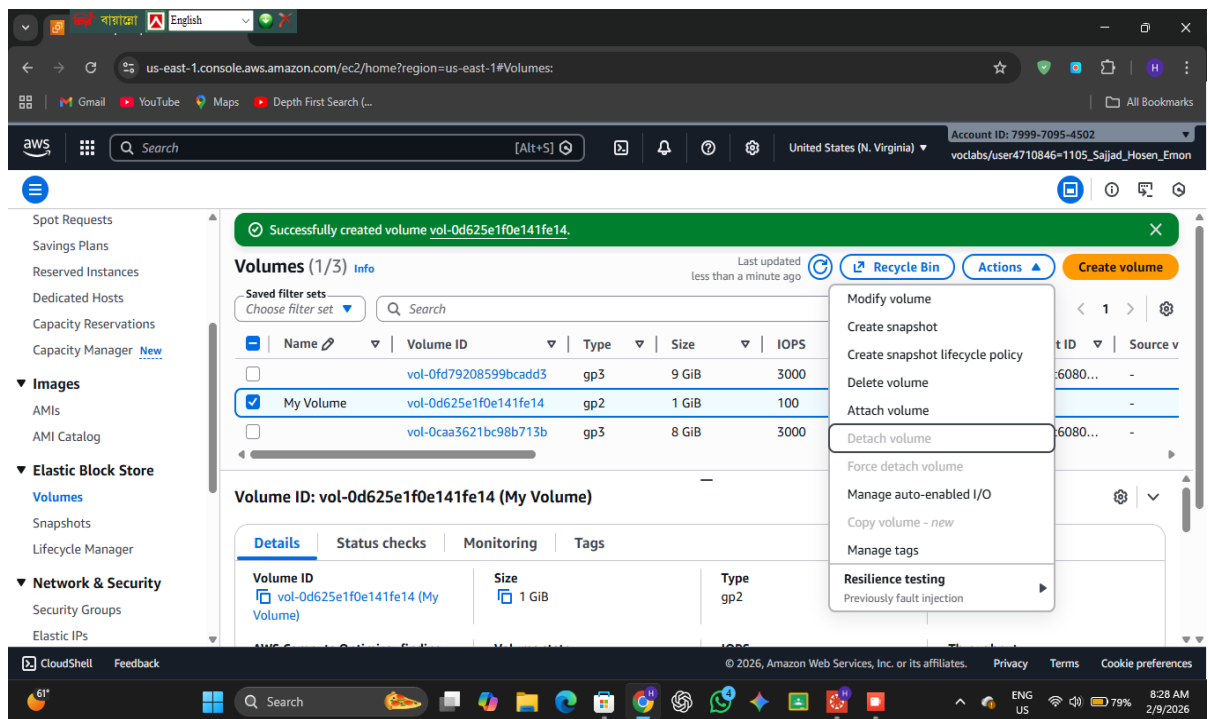 বায়ান্নো English
us-east-1.console.aws.amazon.com/ec2/home?region=us-east-1#Volumes:
H
Gmail YouTube Maps Depth First Search (... All Bookmarks
aws Search [Alt+S] United States (N. Virginia) Account ID: 7999-7095-4502
voclabs/user4710846=1105_Sajjad_Hosen_Emon
Spot Requests
Savings Plans
Reserved Instances
Dedicated Hosts
Capacity Reservations
Capacity Manager New
Images
AMIs
AMI Catalog
Elastic Block Store
Volumes
Snapshots
Lifecycle Manager
Network & Security
Security Groups
Elastic IPs
Successfully created volume vol-0d625e1f0e141fe14.
Volumes (1/3) Info Last updated
less than a minute ago Recycle Bin Actions Create volume
Saved filter sets
Choose filter set Search 1
Name Volume ID Type Size IOPS t ID Source v
vol-0fd79208599bcadd3 gp3 9 GiB 3000 :6080... -
My Volume vol-0d625e1f0e141fe14 gp2 1 GiB 100 -
vol-0caa3621bc98b713b gp3 8 GiB 3000 :6080... -
Modify volume
Create snapshot
Create snapshot lifecycle policy
Delete volume
Attach volume
Detach volume
Force detach volume
Manage auto-enabled I/O
Copy volume - new
Manage tags
Resilience testing
Previously fault injection
Volume ID: vol-0d625e1f0e141fe14 (My Volume)
Details Status checks Monitoring Tags
Volume ID Size Type
vol-0d625e1f0e141fe14 (My 1 GiB gp2
Volume)
CloudShell Feedback © 2026, Amazon Web Services, Inc. or its affiliates. Privacy Terms Cookie preferences
61° Search H 4 H ENG 79% 8:28 AM
US 2/9/2026